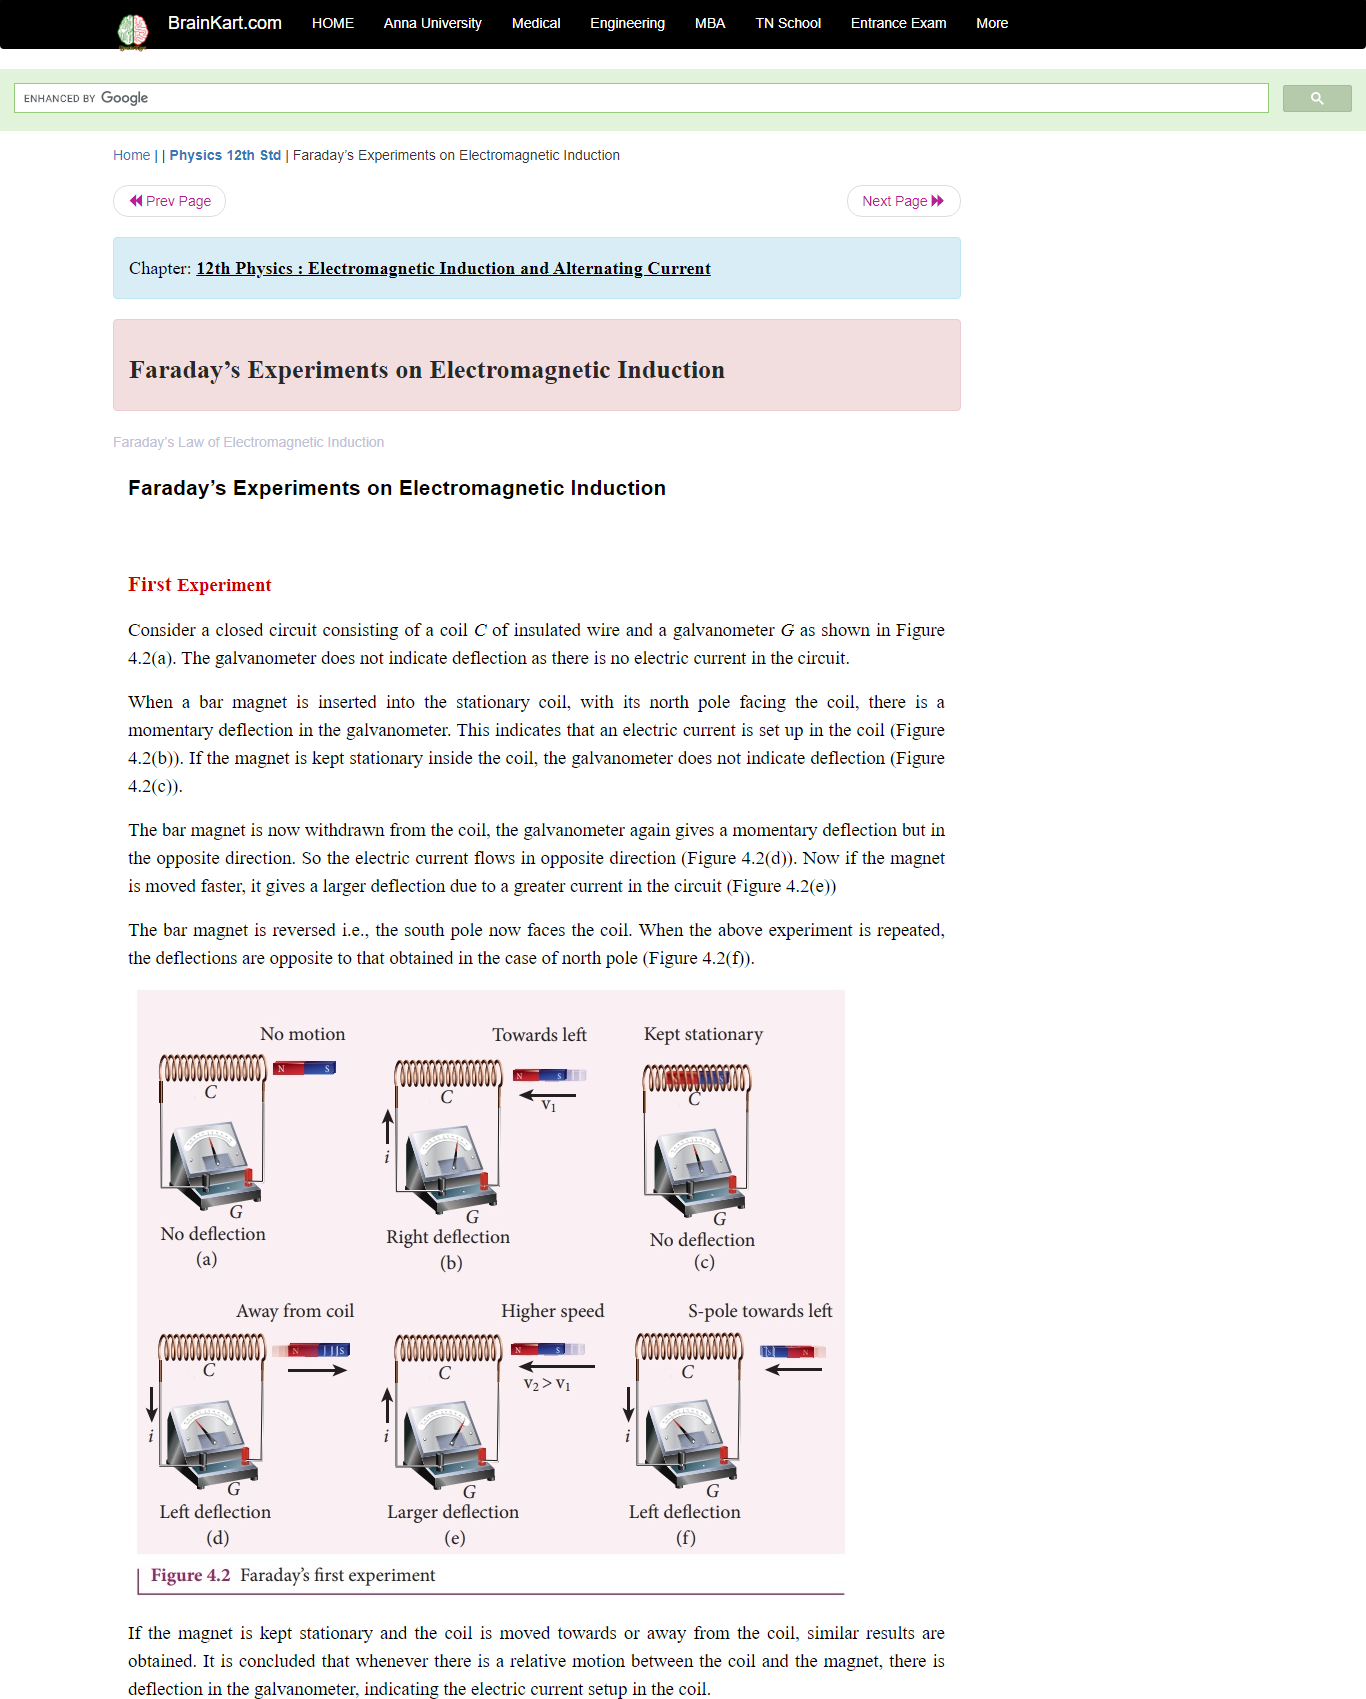 BrainKart.com HOME Anna University Medical Engineering MBA TN School Entrance Exam More
ENHANCED BY Google
Home | | Physics 12th Std | Faraday’s Experiments on Electromagnetic Induction
Prev Page Next Page
Chapter: 12th Physics : Electromagnetic Induction and Alternating Current
Faraday’s Experiments on Electromagnetic Induction
Faraday’s Law of Electromagnetic Induction
Faraday’s Experiments on Electromagnetic Induction
First Experiment
Consider a closed circuit consisting of a coil C of insulated wire and a galvanometer G as shown in Figure
4.2(a). The galvanometer does not indicate deflection as there is no electric current in the circuit.
When a bar magnet is inserted into the stationary coil, with its north pole facing the coil, there is a
momentary deflection in the galvanometer. This indicates that an electric current is set up in the coil (Figure
4.2(b)). If the magnet is kept stationary inside the coil, the galvanometer does not indicate deflection (Figure
4.2(c)).
The bar magnet is now withdrawn from the coil, the galvanometer again gives a momentary deflection but in
the opposite direction. So the electric current flows in opposite direction (Figure 4.2(d)). Now if the magnet
is moved faster, it gives a larger deflection due to a greater current in the circuit (Figure 4.2(e))
The bar magnet is reversed i.e., the south pole now faces the coil. When the above experiment is repeated,
the deflections are opposite to that obtained in the case of north pole (Figure 4.2(f)).
No motion Towards left Kept stationary
N S N S
C C C
v1
i
G G G
No deflection Right deflection No deflection
(a) (b) (c)
Away from coil Higher speed S-pole towards left
N S N S S N
C C C
v2 > v1
i i i
G G G
Left deflection Larger deflection Left deflection
(d) (e) (f)
Figure 4.2 Faraday’s first experiment
If the magnet is kept stationary and the coil is moved towards or away from the coil, similar results are
obtained. It is concluded that whenever there is a relative motion between the coil and the magnet, there is
deflection in the galvanometer, indicating the electric current setup in the coil.